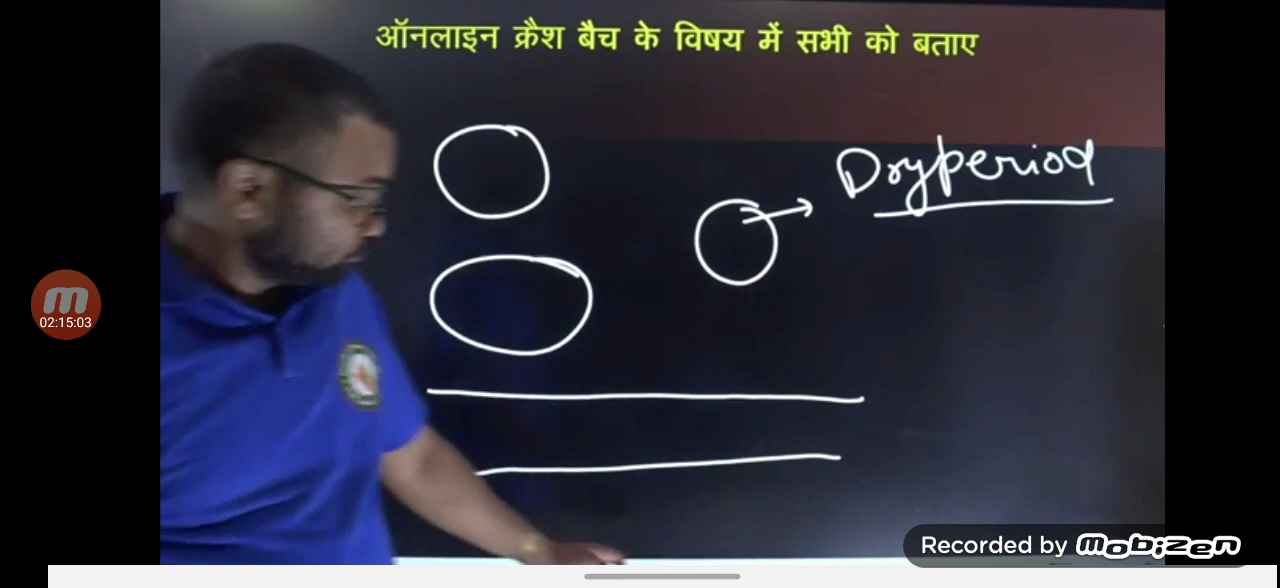 ऑनलाइन क्रैश बैच के विषय में सभी को बताए
Dryperiod
02:15:03
Recorded by Mobizen